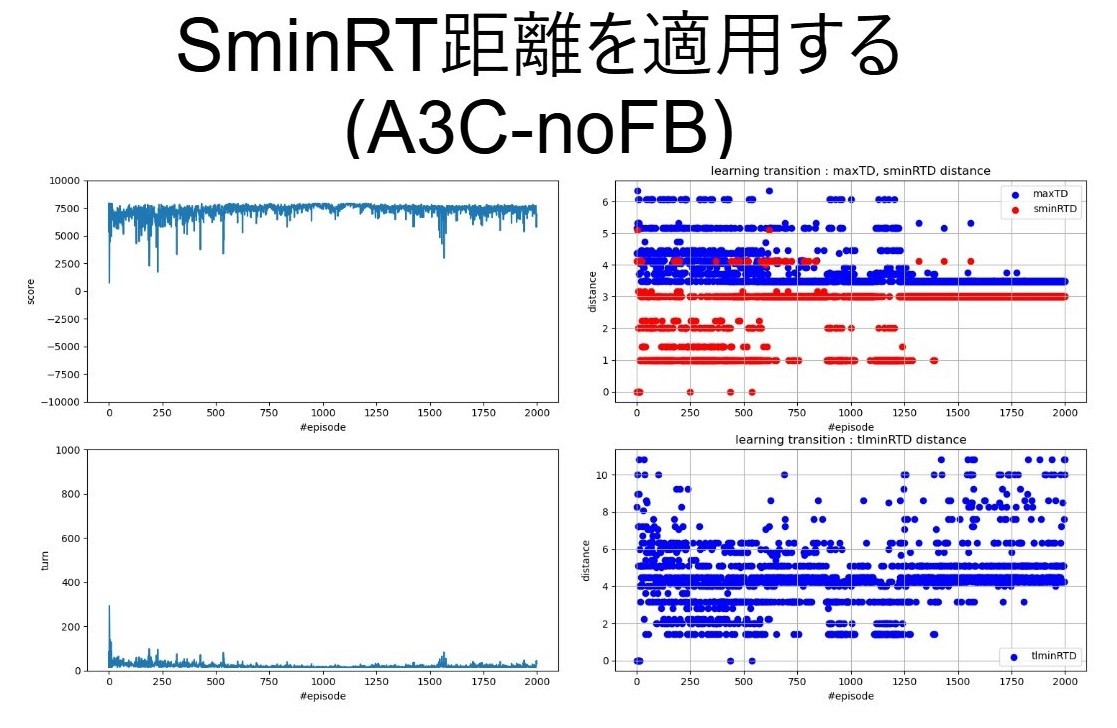 SminRT距離を適用する
(A3C-noFB)
10000
7500
5000
2500
0
−2500
−5000
−7500
−10000
score
0 250 500 750 1000 1250 1500 1750 2000
#episode
learning transition : maxTD, sminRTD distance
maxTD
sminRTD
6
5
4
3
2
1
0
distance
0 250 500 750 1000 1250 1500 1750 2000
#episode
1000
800
600
400
200
0
turn
0 250 500 750 1000 1250 1500 1750 2000
#episode
learning transition : tlminRTD distance
10
8
6
4
2
0
distance
tlminRTD
0 250 500 750 1000 1250 1500 1750 2000
#episode